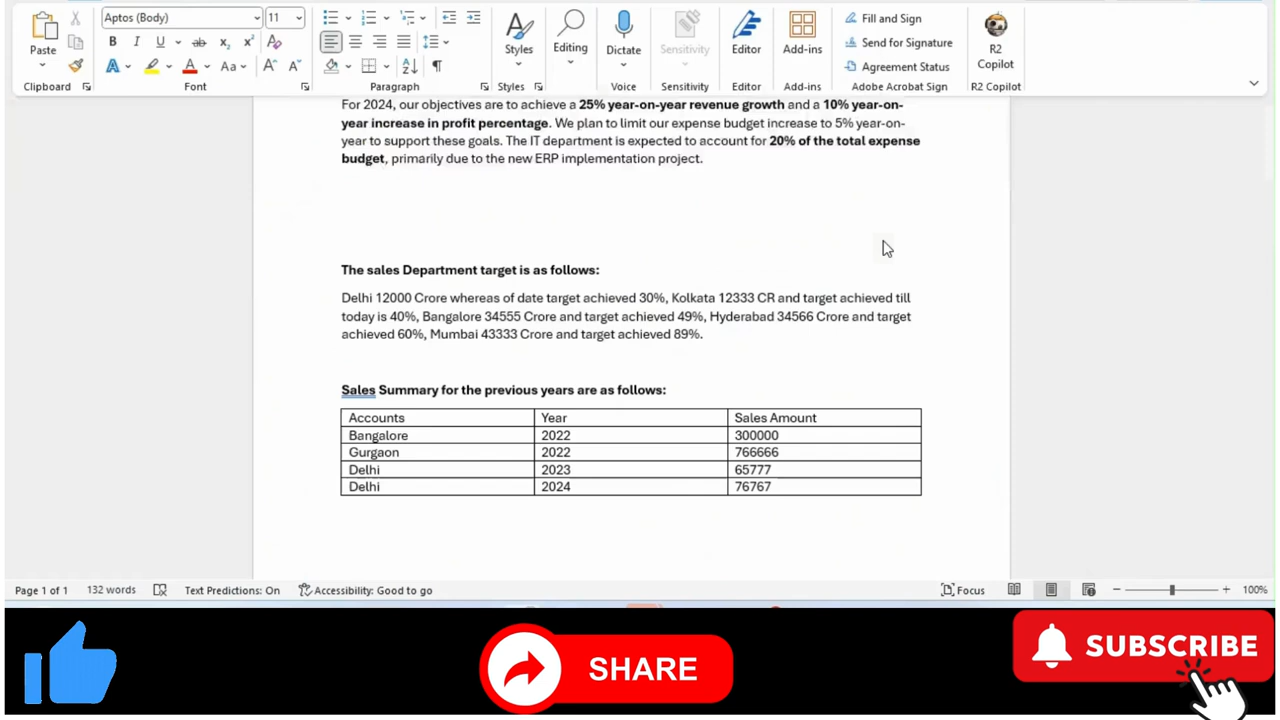 Aptos (Body) 11
Paste
Styles
Editing
Dictate
Sensitivity
Editor
Add-ins
Fill and Sign
Send for Signature
Agreement Status
R2
Copilot
B I U ab x₂ x²
A A Aa A A
Clipboard
Font
Paragraph
Styles
Voice
Sensitivity
Editor
Add-ins
Adobe Acrobat Sign
R2 Copilot
For 2024, our objectives are to achieve a 25% year-on-year revenue growth and a 10% year-on-
year increase in profit percentage. We plan to limit our expense budget increase to 5% year-on-
year to support these goals. The IT department is expected to account for 20% of the total expense
budget, primarily due to the new ERP implementation project.
The sales Department target is as follows:
Delhi 12000 Crore whereas of date target achieved 30%, Kolkata 12333 CR and target achieved till
today is 40%, Bangalore 34555 Crore and target achieved 49%, Hyderabad 34566 Crore and target
achieved 60%, Mumbai 43333 Crore and target achieved 89%.
Sales Summary for the previous years are as follows:
Accounts Year Sales Amount
Bangalore 2022 300000
Gurgaon 2022 766666
Delhi 2023 65777
Delhi 2024 76767
Page 1 of 1 132 words Text Predictions: On Accessibility: Good to go Focus 100%
SHARE
SUBSCRIBE